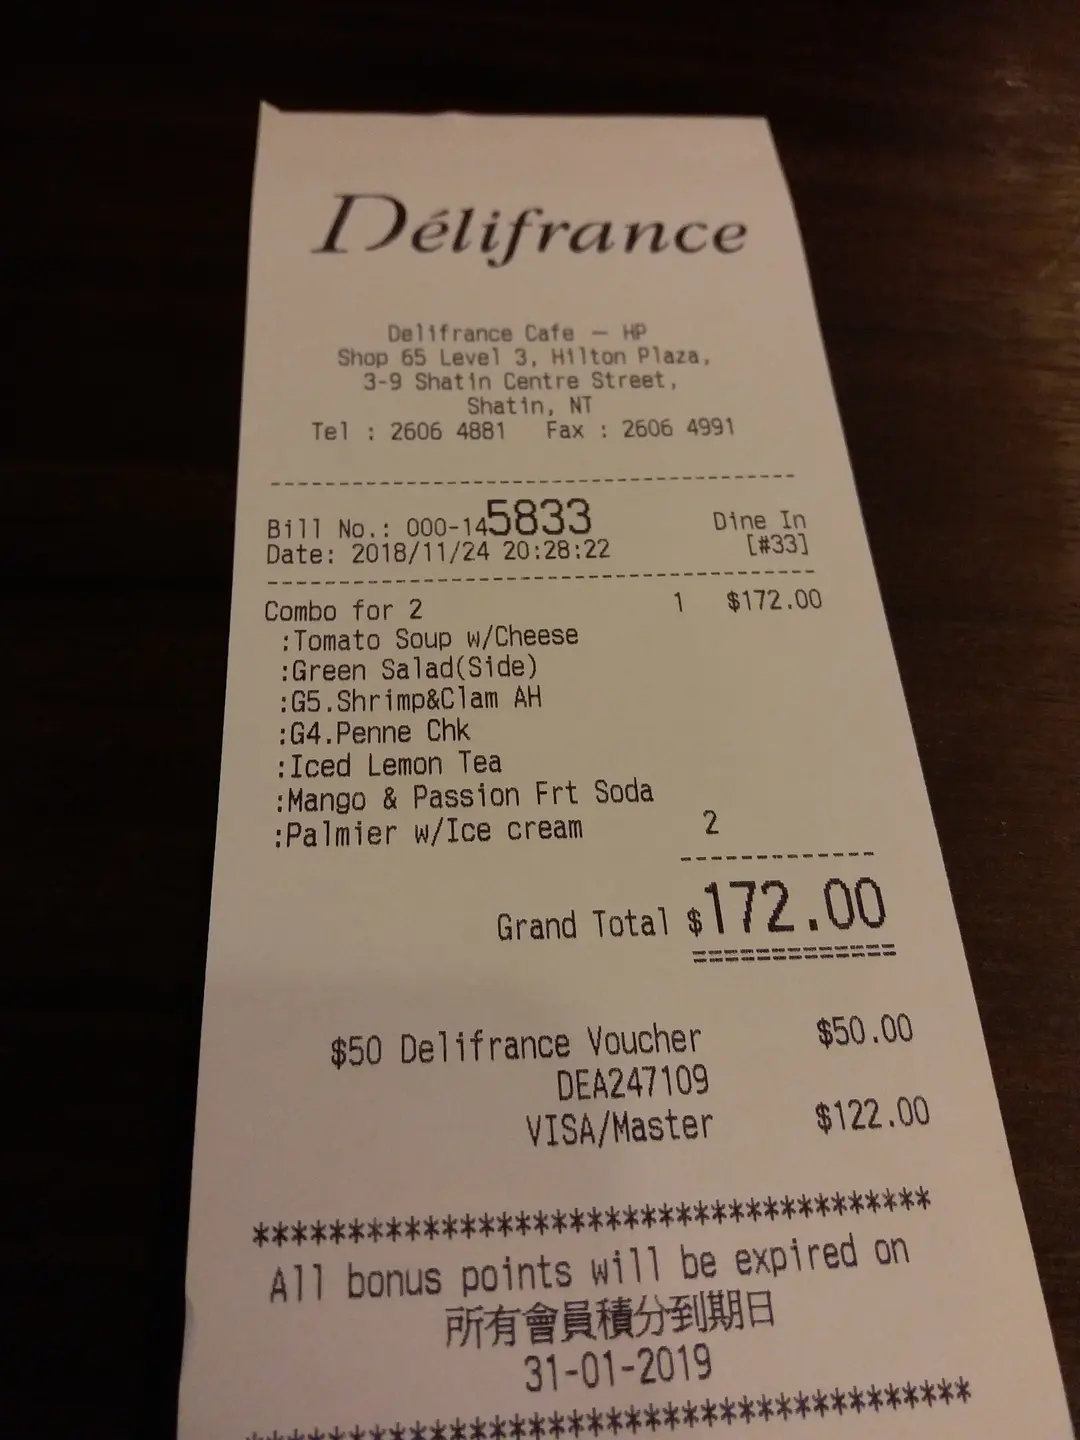 Délifrance
Delifrance Cafe – HP
Shop 65 Level 3, Hilton Plaza,
3-9 Shatin Centre Street,
Shatin, NT
Tel : 2606 4881 Fax : 2606 4991
Bill No.: 000-145833 Dine In
Date: 2018/11/24 20:28:22 [#33]
Combo for 2 1 $172.00
:Tomato Soup w/Cheese
:Green Salad(Side)
:G5.Shrimp&Clam AH
:G4.Penne Chk
:Iced Lemon Tea
:Mango & Passion Frt Soda
:Palmier w/Ice cream 2
Grand Total $172.00
$50 Delifrance Voucher $50.00
DEA247109
VISA/Master $122.00
All bonus points will be expired on
所有會員積分到期日
31-01-2019